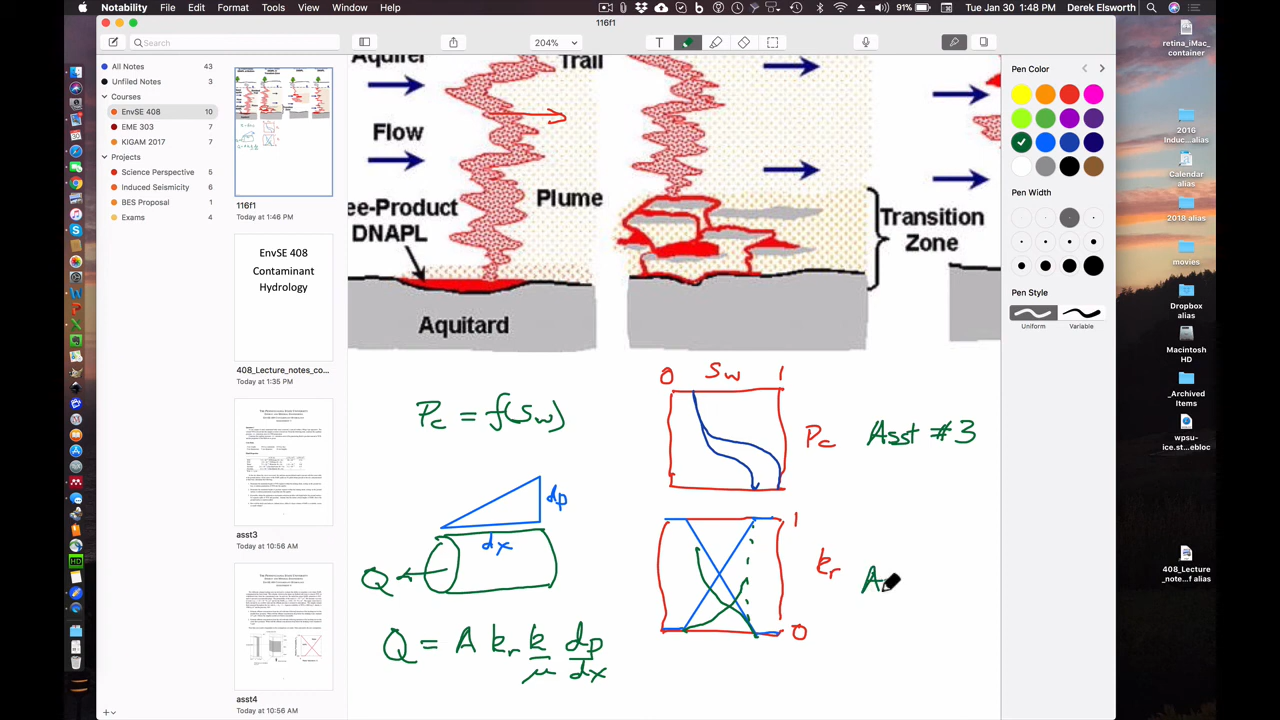 Notability File Edit Insert Tools View Window Help 91% Tue Jan 30 1:48 PM Derek Elsworth
116f1
Search
204%
T
All Notes 43
Unfiled Notes 2
Courses
EnvSE 408 10
EME 303 7
KIGAM 2017 7
Projects
Science Perspective 5
Induced Seismicity 6
BES Proposal 1
Exams 4
116f1
Today at 1:46 PM
EnvSE 408
Contaminant
Hydrology
408_Lecture_notes_co...
Today at 1:35 PM
asst3
Today at 10:56 AM
asst4
Today at 10:56 AM
Aquifer
Trail
Flow
Plume
ee-Product
DNAPL
Aquitard
Transition
Zone
0 Sw 1
Pc = f(Sw)
Pc
Asst #3
dp
dx
Q
1
kr
A
0
Q = A kr k/μ dp/dx
Pen Color
Pen Width
Pen Style
Uniform Variable
retina_iMac_
container
2016
Induc...alias
Calendar
alias
2018 alias
movies
Dropbox
alias
Macintosh
HD
_Archived
Items
wpsu-
ice.st...ebloc
408_Lecture
_note...f alias
HD